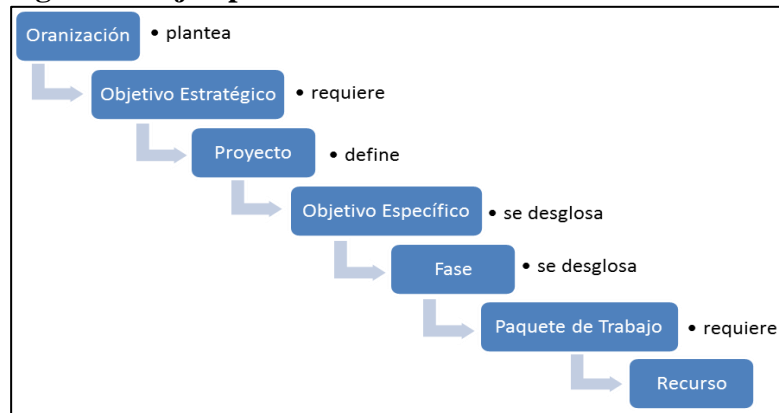 Oranización • plantea
Objetivo Estratégico • requiere
Proyecto • define
Objetivo Específico • se desglosa
Fase • se desglosa
Paquete de Trabajo • requiere
Recurso